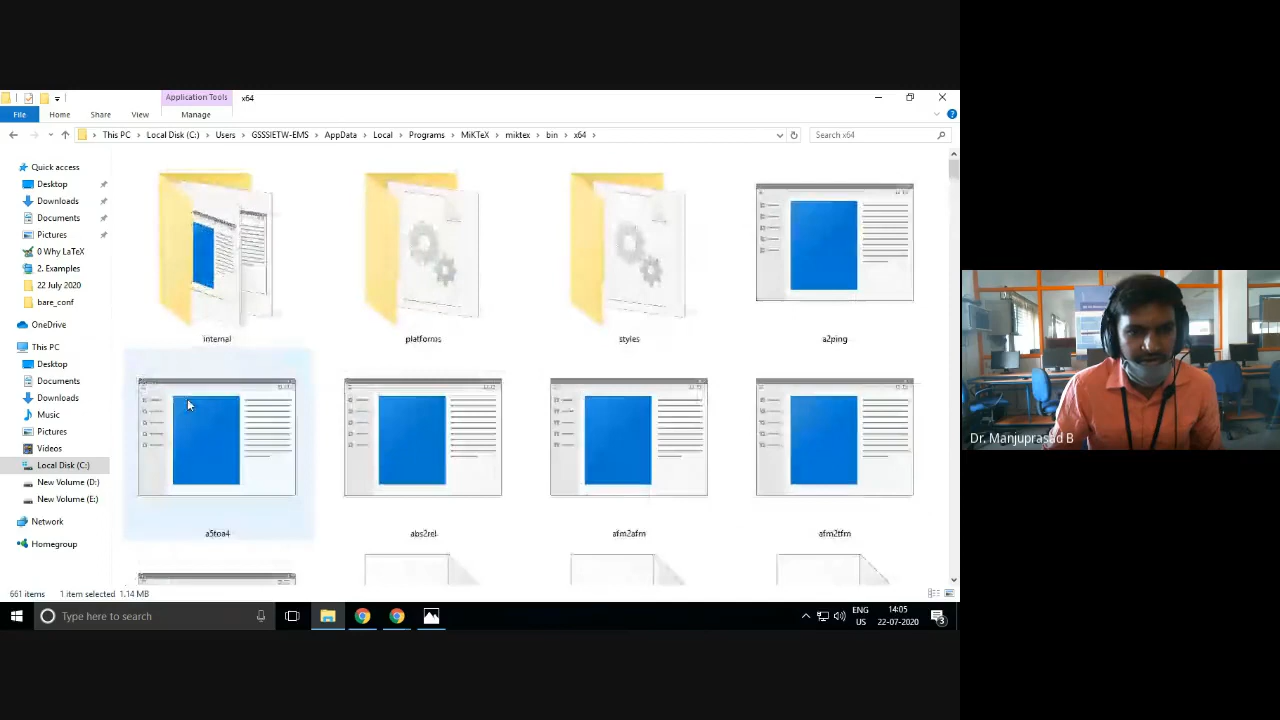 Application Tools x64
File Home Share View Manage
This PC Local Disk (C:) Users GSSSIETW-EMS AppData Local Programs MiKTeX miktex bin x64
Search x64
Quick access
Desktop
Downloads
Documents
Pictures
0 Why LaTeX
2. Examples
22 July 2020
bare_conf
OneDrive
This PC
Desktop
Documents
Downloads
Music
Pictures
Videos
Local Disk (C:)
New Volume (D:)
New Volume (E:)
Network
Homegroup
internal platforms styles a2ping
a5toa4 abs2rel afm2afm afm2tfm
661 items 1 item selected 1.14 MB
Type here to search
ENG
US
14:05
22-07-2020
3
Dr. Manjuprasad B